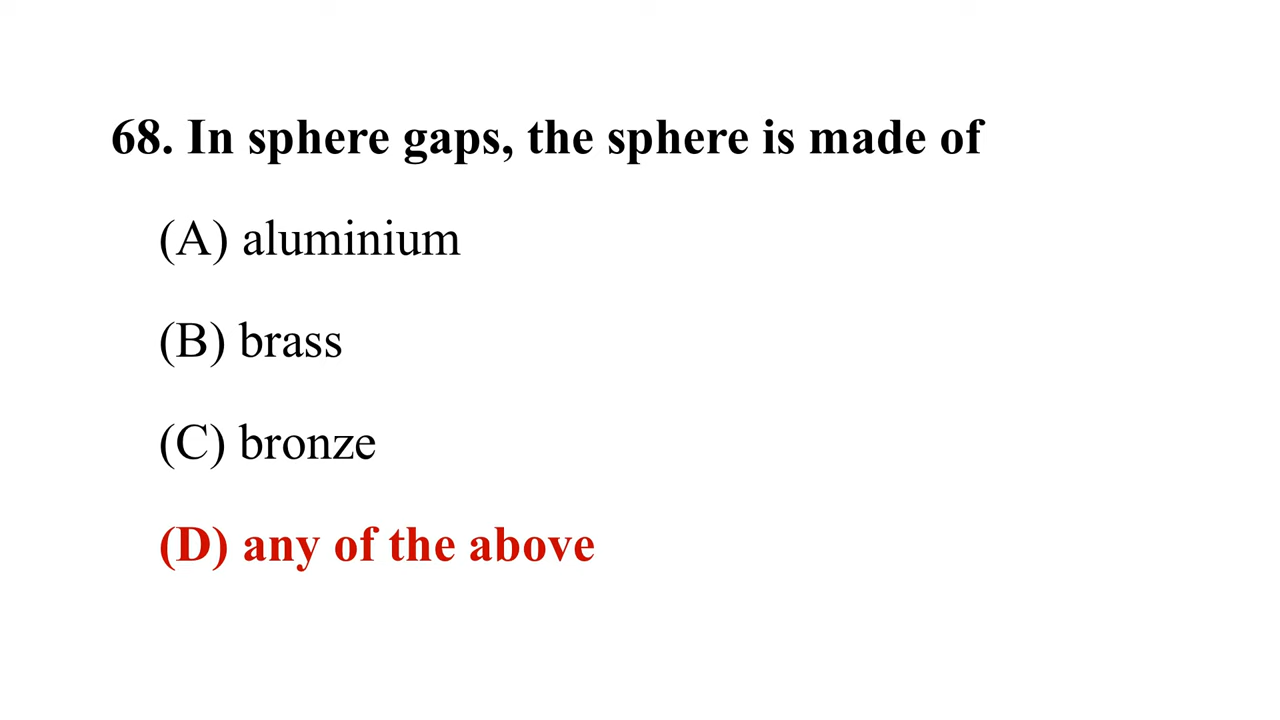 68. In sphere gaps, the sphere is made of
(A) aluminium
(B) brass
(C) bronze
(D) any of the above